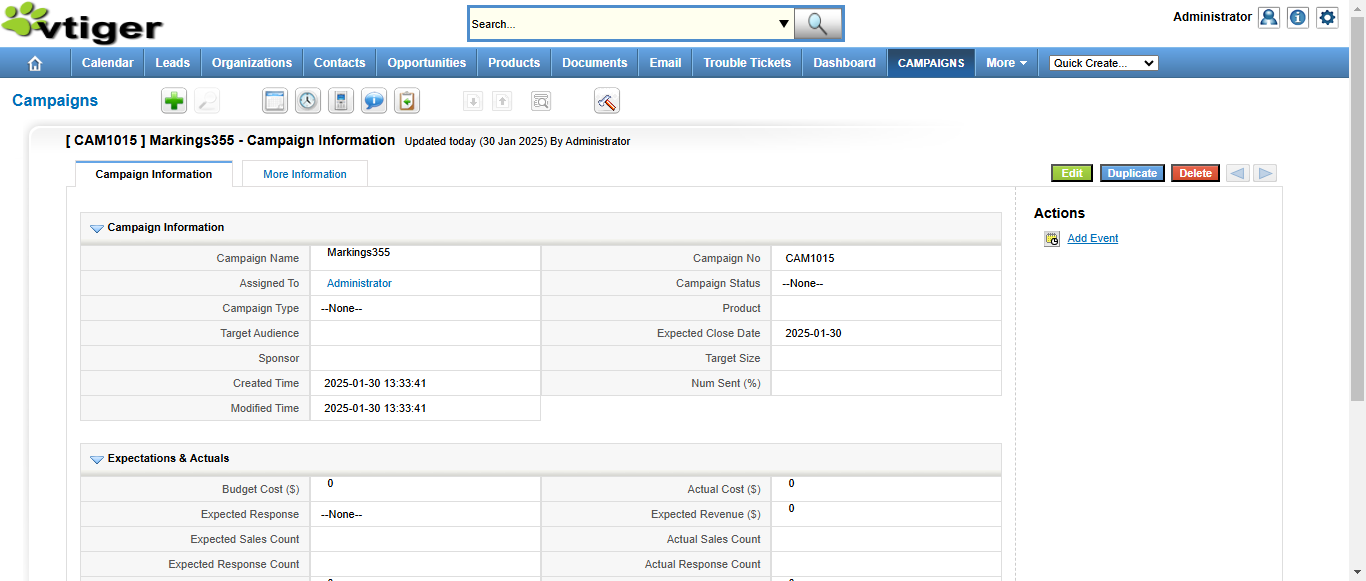 vtiger
Search...
Administrator
Calendar Leads Organizations Contacts Opportunities Products Documents Email Trouble Tickets Dashboard CAMPAIGNS More Quick Create...
Campaigns
[ CAM1015 ] Markings355 - Campaign Information Updated today (30 Jan 2025) By Administrator
Campaign Information More Information
Edit Duplicate Delete
Campaign Information
Campaign Name Markings355 Campaign No CAM1015
Assigned To Administrator Campaign Status --None--
Campaign Type --None-- Product
Target Audience Expected Close Date 2025-01-30
Sponsor Target Size
Created Time 2025-01-30 13:33:41 Num Sent (%)
Modified Time 2025-01-30 13:33:41
Expectations & Actuals
Budget Cost ($) 0 Actual Cost ($) 0
Expected Response --None-- Expected Revenue ($) 0
Expected Sales Count Actual Sales Count
Expected Response Count Actual Response Count
Actions
Add Event